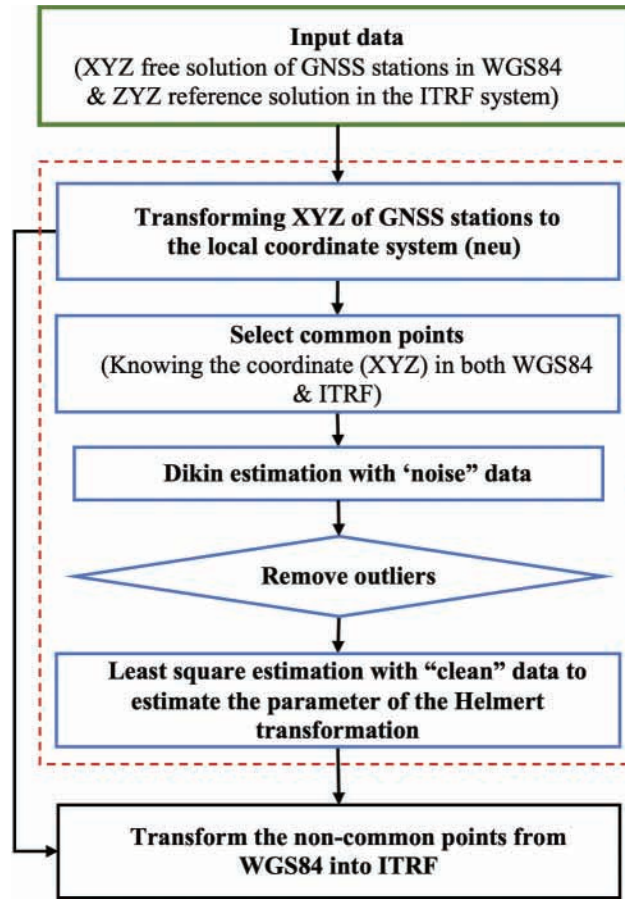 Input data
(XYZ free solution of GNSS stations in WGS84
& ZYZ reference solution in the ITRF system)
Transforming XYZ of GNSS stations to
the local coordinate system (neu)
Select common points
(Knowing the coordinate (XYZ) in both WGS84
& ITRF)
Dikin estimation with ‘noise” data
Remove outliers
Least square estimation with “clean” data to
estimate the parameter of the Helmert
transformation
Transform the non-common points from
WGS84 into ITRF